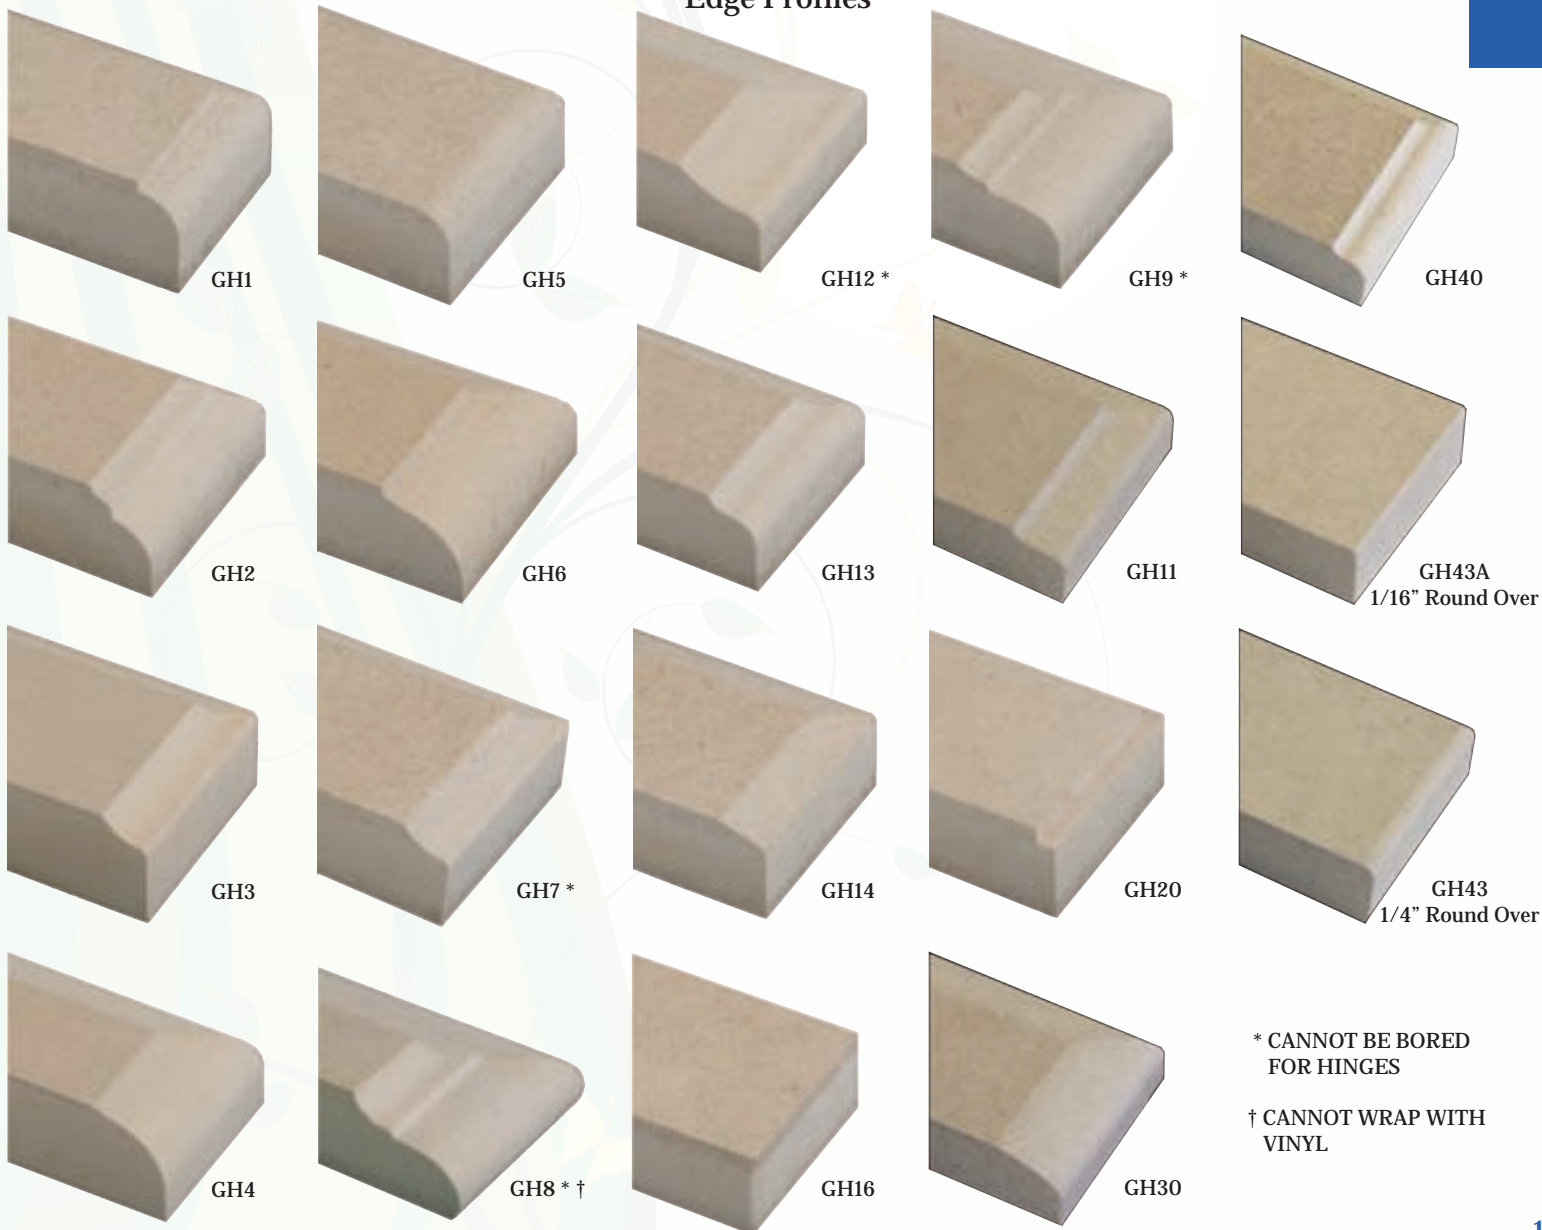 Edge Profiles
GH1
GH5
GH12 *
GH9 *
GH40
GH2
GH6
GH13
GH11
GH43A
1/16” Round Over
GH3
GH7 *
GH14
GH20
GH43
1/4” Round Over
GH4
GH8 * †
GH16
GH30
* CANNOT BE BORED
FOR HINGES
† CANNOT WRAP WITH
VINYL